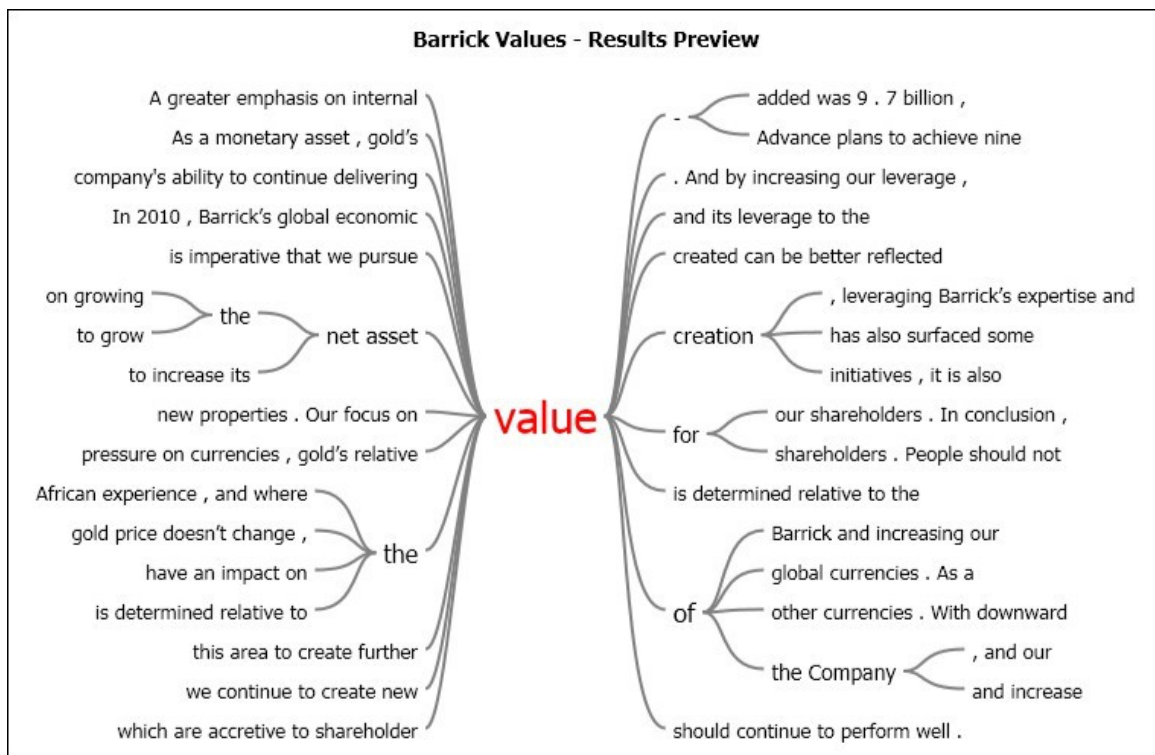 Barrick Values - Results Preview
A greater emphasis on internal
As a monetary asset , gold’s
company's ability to continue delivering
In 2010 , Barrick’s global economic
is imperative that we pursue
on growing
to grow
the
to increase its
net asset
new properties . Our focus on
pressure on currencies , gold’s relative
African experience , and where
gold price doesn’t change ,
have an impact on
is determined relative to
the
this area to create further
we continue to create new
which are accretive to shareholder
value
-
added was 9 . 7 billion ,
Advance plans to achieve nine
. And by increasing our leverage ,
and its leverage to the
created can be better reflected
creation
, leveraging Barrick’s expertise and
has also surfaced some
initiatives , it is also
for
our shareholders . In conclusion ,
shareholders . People should not
is determined relative to the
of
Barrick and increasing our
global currencies . As a
other currencies . With downward
the Company
, and our
and increase
should continue to perform well .